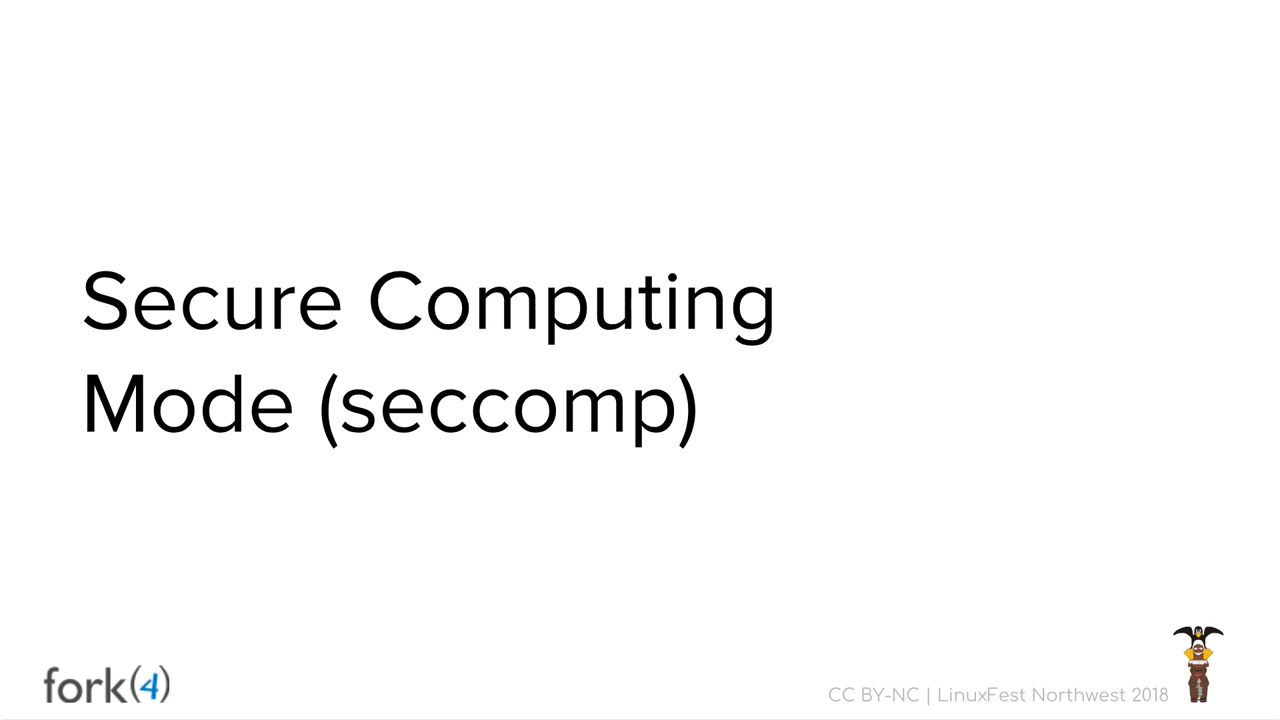 Secure Computing
Mode (seccomp)
fork(4)
CC BY-NC | LinuxFest Northwest 2018